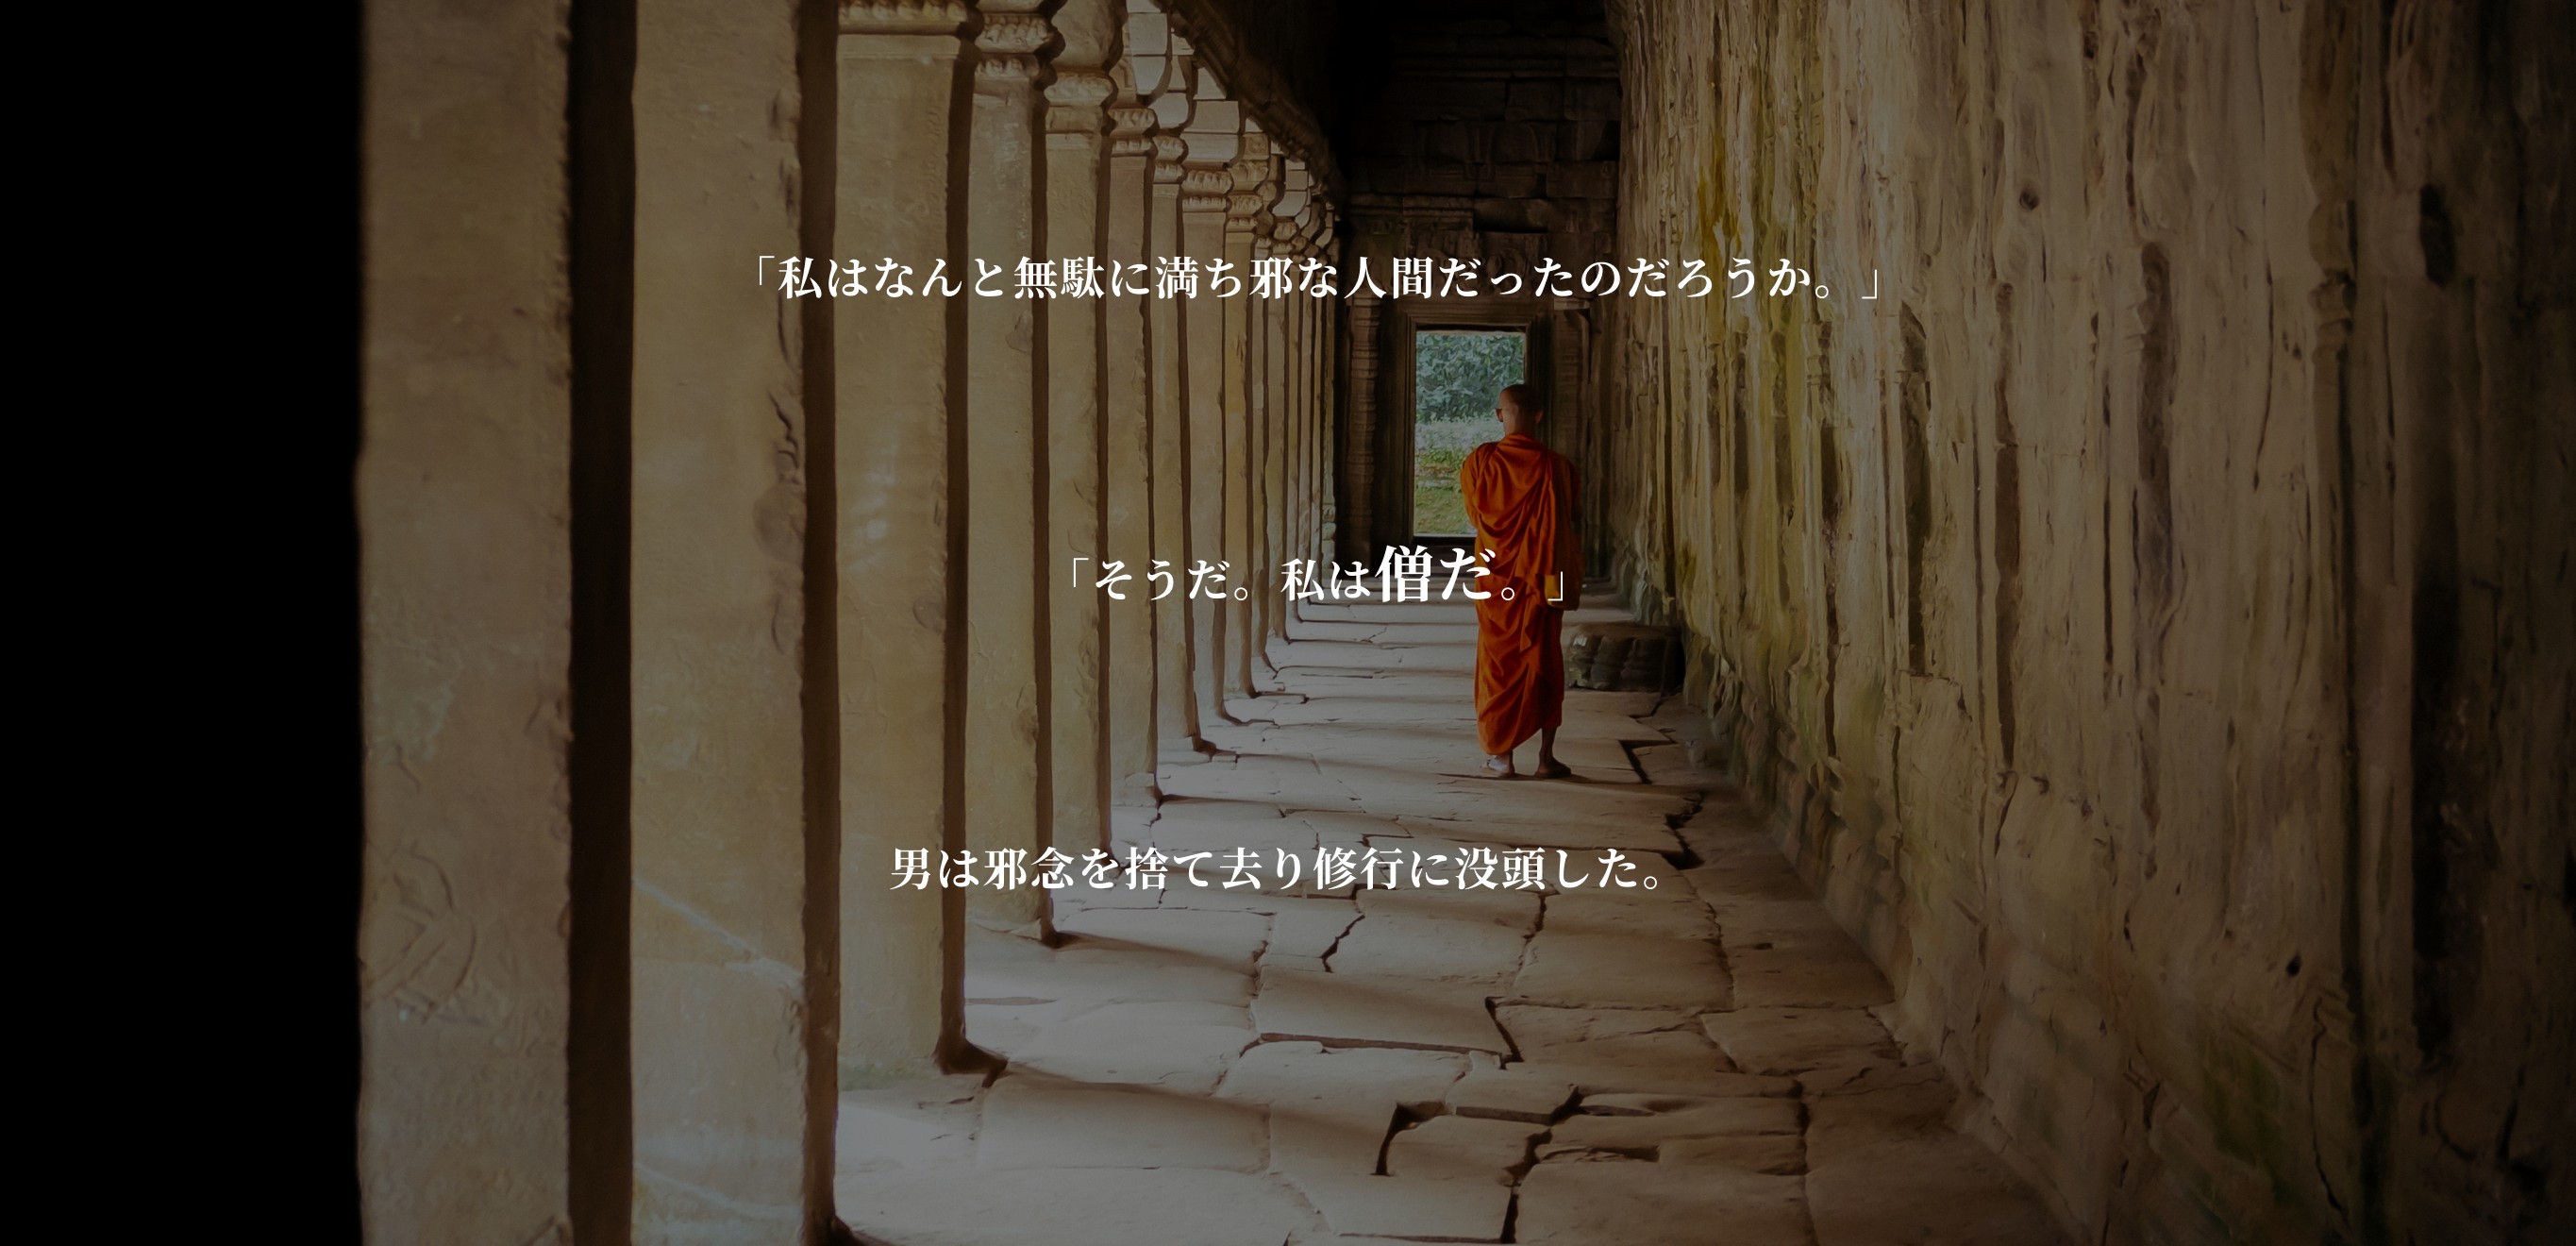 「私はなんと無駄に満ち邪な人間だったのだろうか。」
「そうだ。私は僧だ。」
男は邪念を捨て去り修行に没頭した。